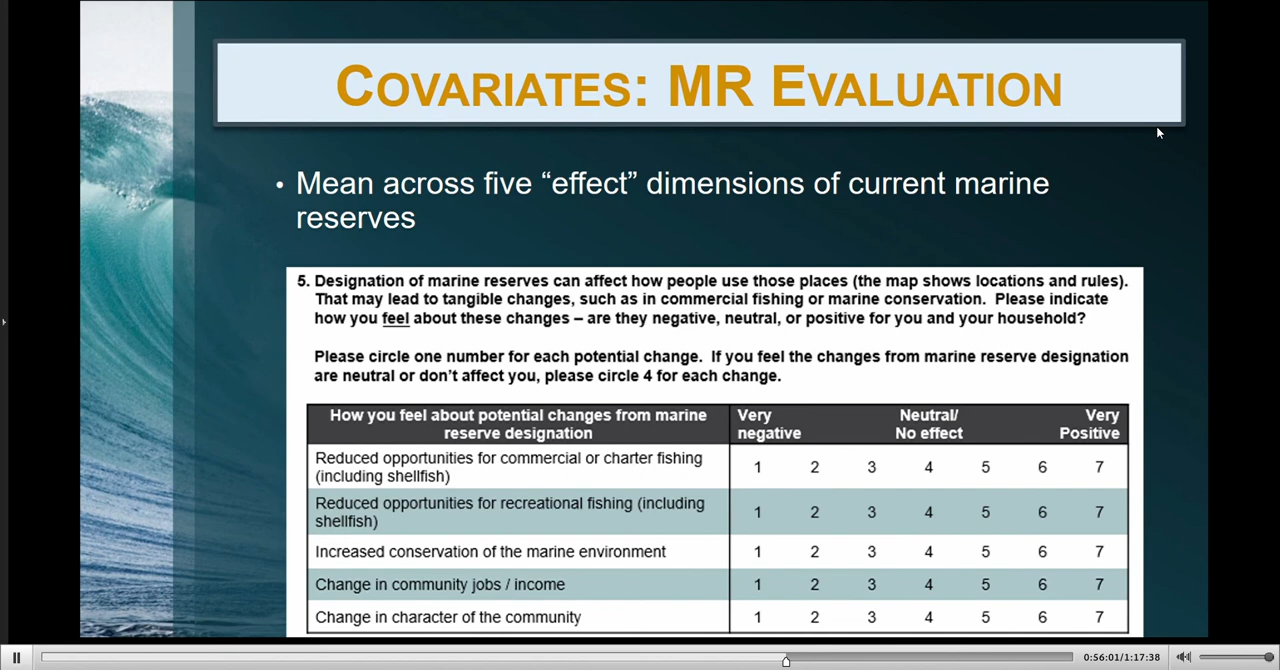 COVARIATES: MR EVALUATION
• Mean across five “effect” dimensions of current marine
reserves
5. Designation of marine reserves can affect how people use those places (the map shows locations and rules).
That may lead to tangible changes, such as in commercial fishing or marine conservation. Please indicate
how you feel about these changes – are they negative, neutral, or positive for you and your household?
Please circle one number for each potential change. If you feel the changes from marine reserve designation
are neutral or don’t affect you, please circle 4 for each change.
How you feel about potential changes from marine
reserve designation
Very
negative
Neutral/
No effect
Very
Positive
Reduced opportunities for commercial or charter fishing
(including shellfish)
1 2 3 4 5 6 7
Reduced opportunities for recreational fishing (including
shellfish)
1 2 3 4 5 6 7
Increased conservation of the marine environment 1 2 3 4 5 6 7
Change in community jobs / income 1 2 3 4 5 6 7
Change in character of the community 1 2 3 4 5 6 7
0:56:01/1:17:38